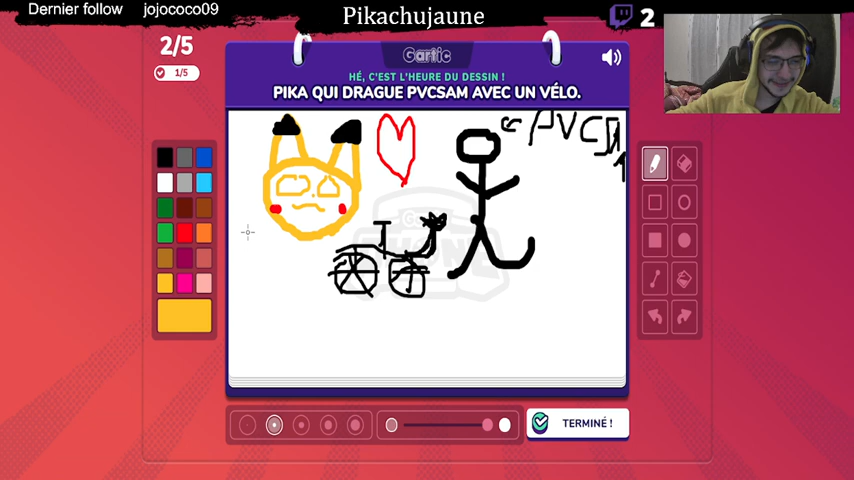 Dernier follow jojococo09
Pikachujaune
2
2/5
1/5
Gartic
HÉ, C'EST L'HEURE DU DESSIN !
PIKA QUI DRAGUE PVCSAM AVEC UN VÉLO.
TERMINÉ !